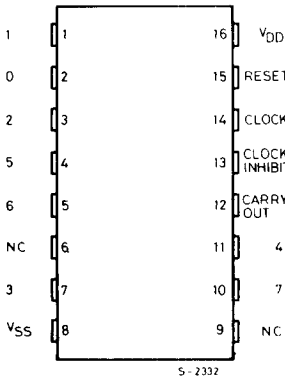 1 1 16 VDD
0 2 15 RESET
2 3 14 CLOCK
5 4 13 CLOCK INHIBIT
6 5 12 CARRY OUT
NC 6 11 4
3 7 10 7
VSS 8 9 NC
S-2332